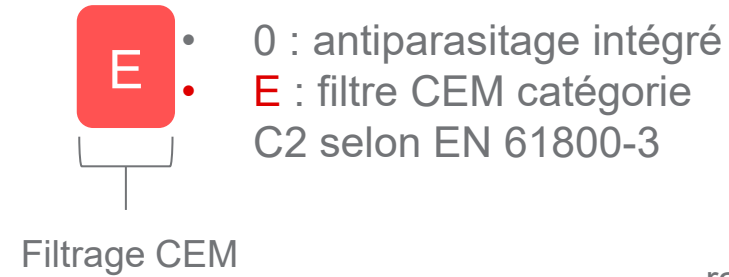 E
• 0 : antiparasitage intégré
• E : filtre CEM catégorie
C2 selon EN 61800-3
Filtrage CEM